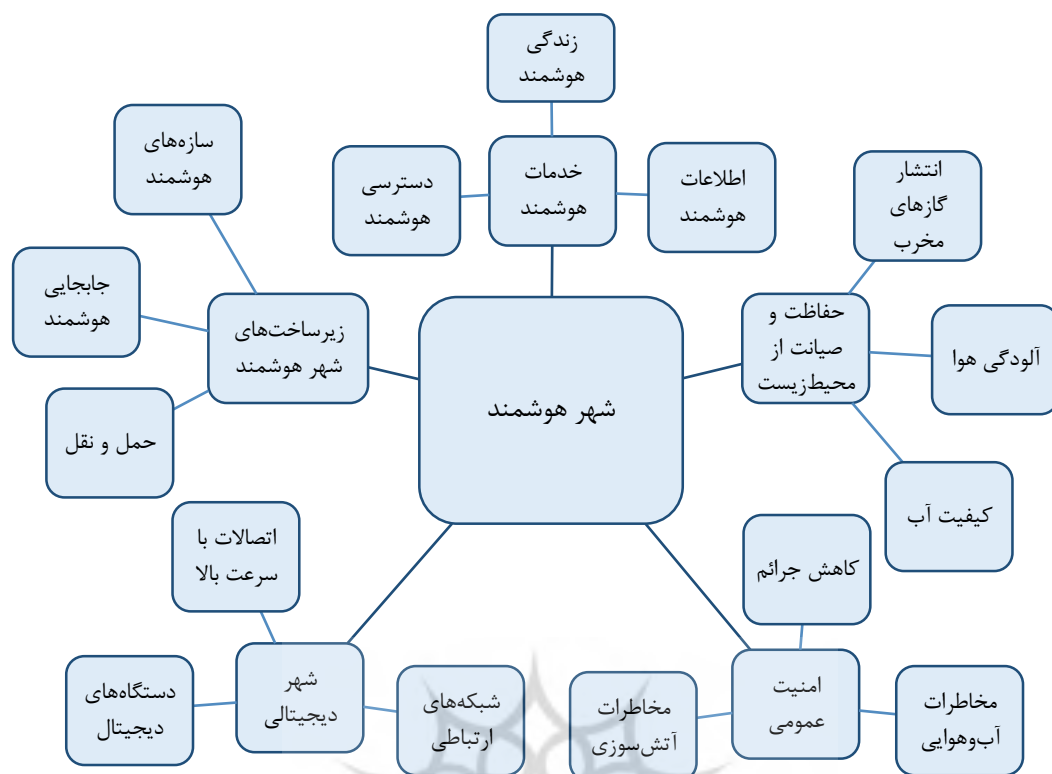 زندگی
هوشمند
خدمات
هوشمند
اطلاعات
هوشمند
دسترسی
هوشمند
انتشار
گازهای
مخرب
حفاظت و
صیانت از
محیط‌زیست
آلودگی هوا
کیفیت آب
سازه‌های
هوشمند
زیرساخت‌های
شهر هوشمند
جابجایی
هوشمند
حمل و نقل
شهر هوشمند
کاهش جرائم
امنیت
عمومی
مخاطرات
آب‌وهوایی
مخاطرات
آتش‌سوزی
اتصالات با
سرعت بالا
شهر
دیجیتالی
شبکه‌های
ارتباطی
دستگاه‌های
دیجیتال